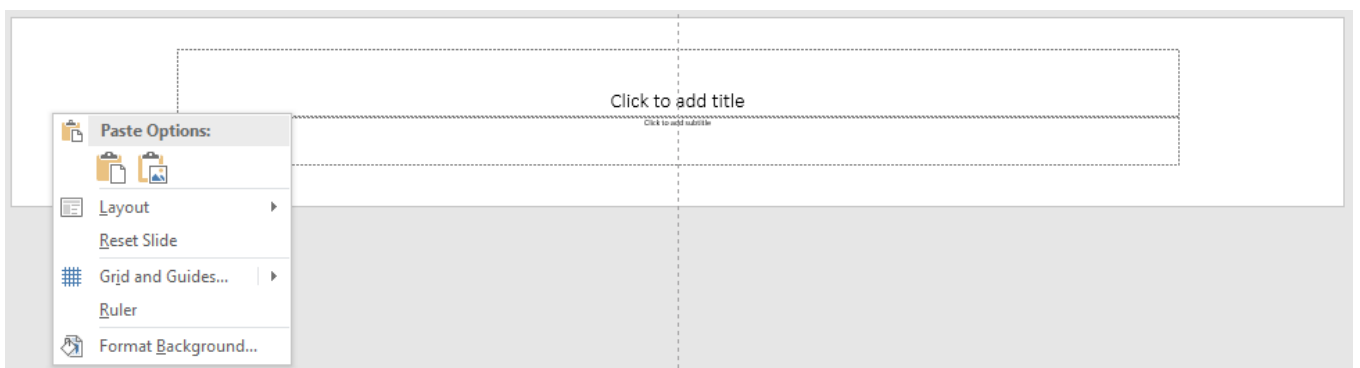 Click to add title
Click to add subtitle
Paste Options:
Layout
Reset Slide
Grid and Guides...
Ruler
Format Background...